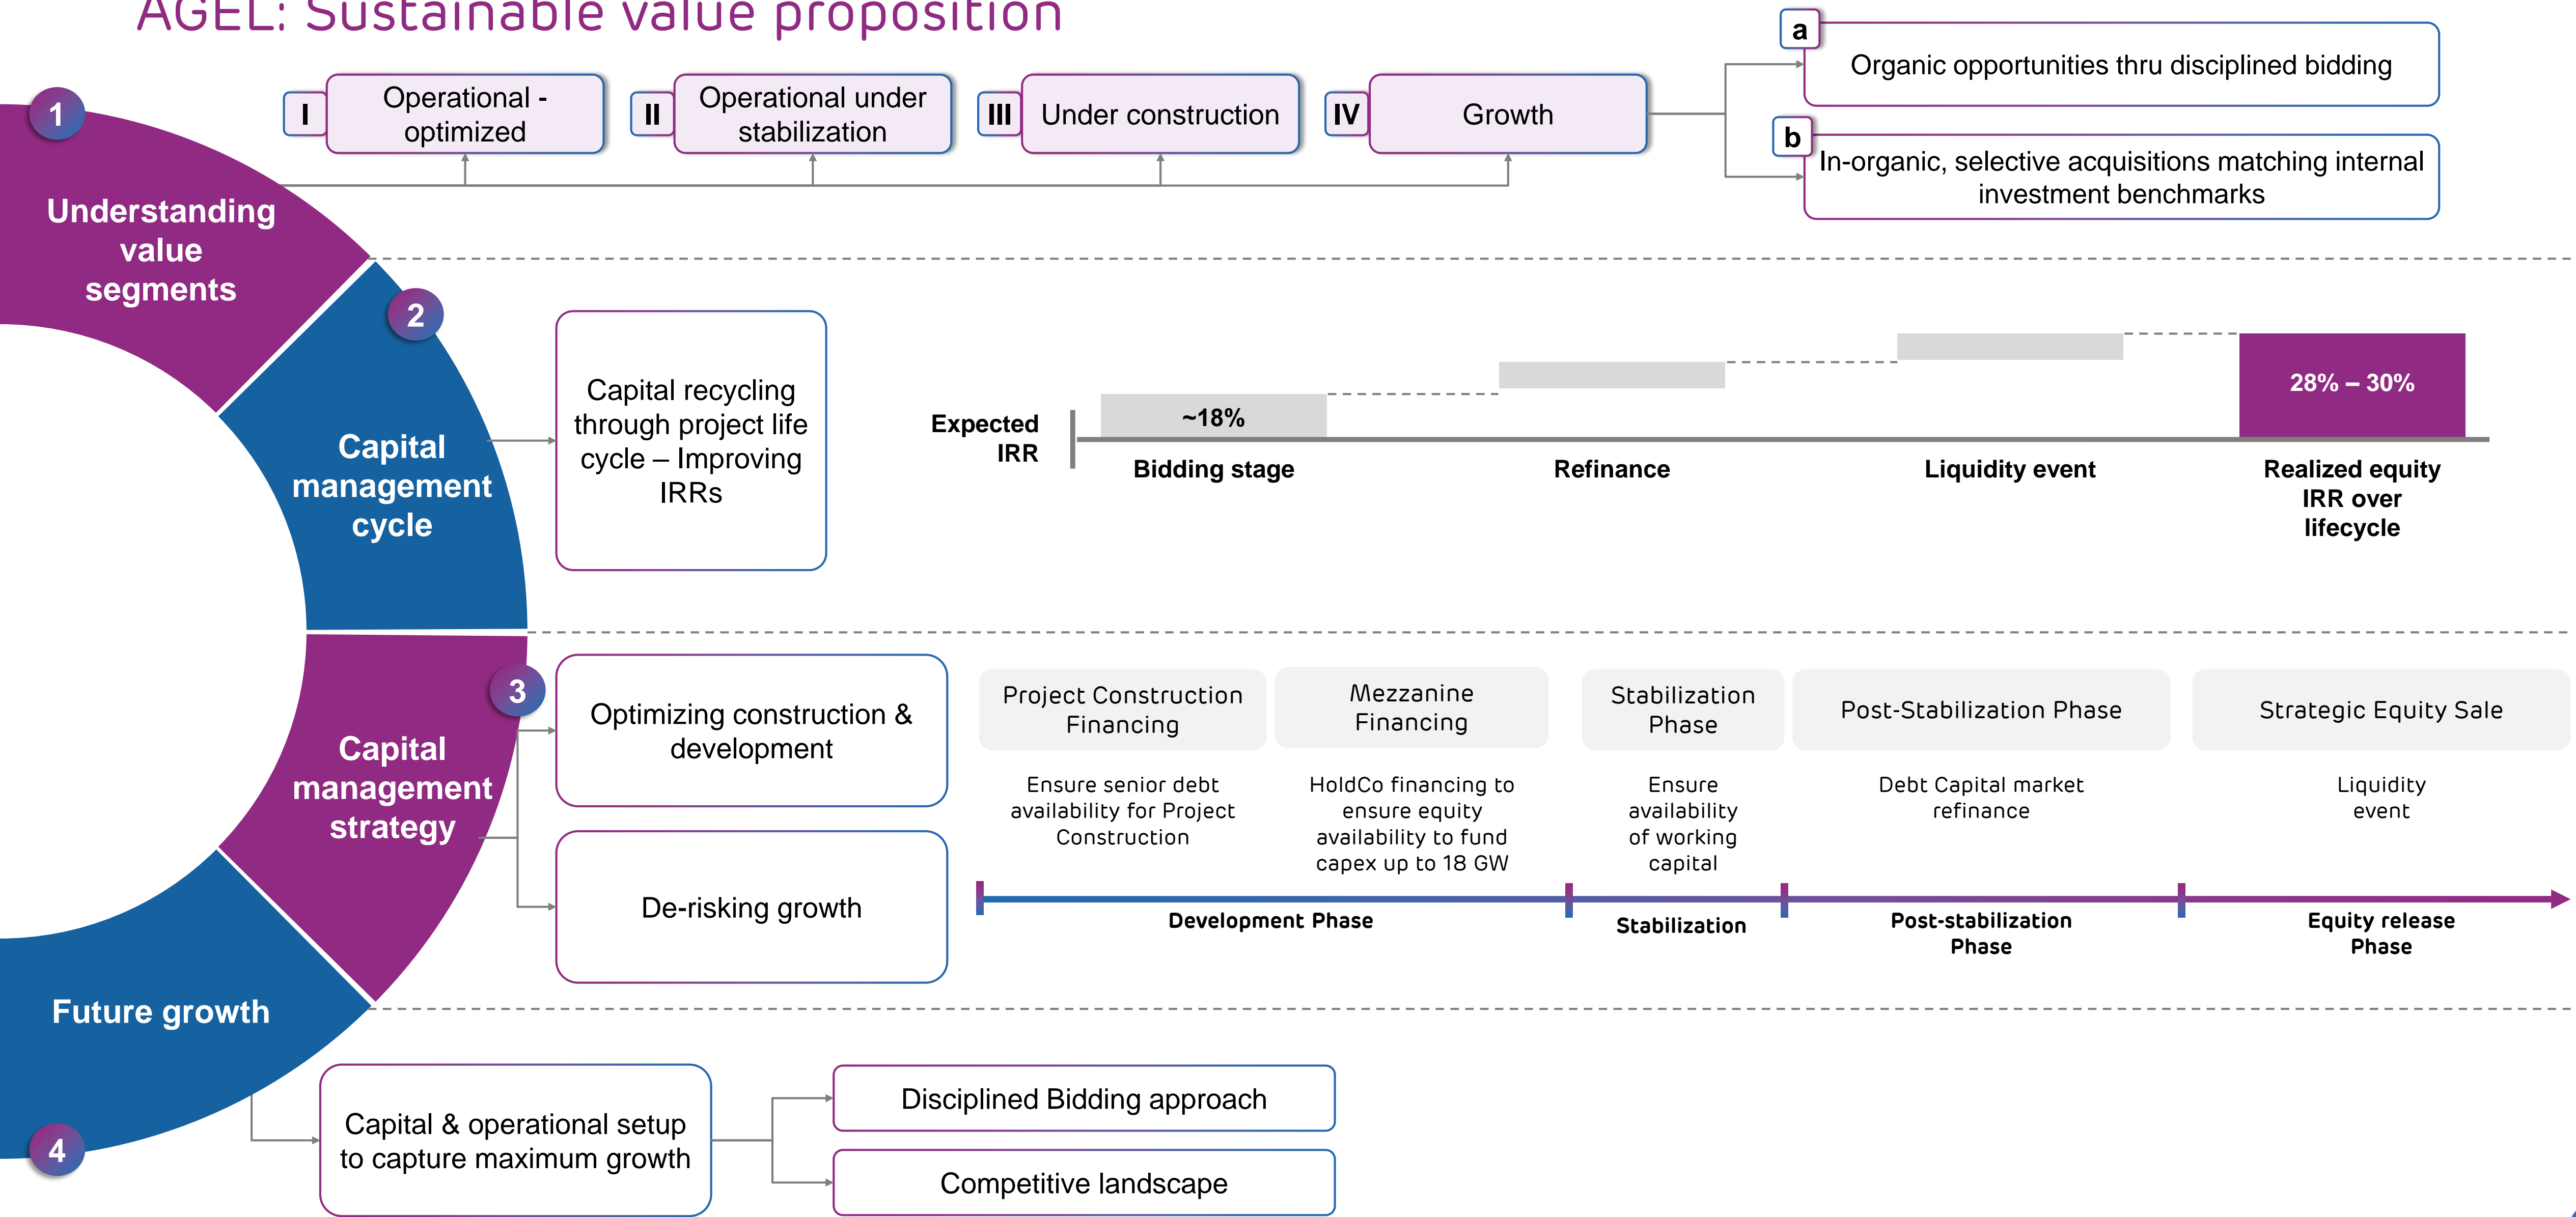 AGEL: Sustainable value proposition
1
Understanding
value
segments
I
Operational -
optimized
II
Operational under
stabilization
III
Under construction
IV
Growth
a
Organic opportunities thru disciplined bidding
b
In-organic, selective acquisitions matching internal
investment benchmarks
2
Capital
management
cycle
Capital recycling
through project life
cycle – Improving
IRRs
Expected
IRR
~18%
28% – 30%
Bidding stage
Refinance
Liquidity event
Realized equity
IRR over
lifecycle
3
Capital
management
strategy
Optimizing construction &
development
De-risking growth
Project Construction
Financing
Ensure senior debt
availability for Project
Construction
Mezzanine
Financing
HoldCo financing to
ensure equity
availability to fund
capex up to 18 GW
Stabilization
Phase
Ensure
availability
of working
capital
Post-Stabilization Phase
Debt Capital market
refinance
Strategic Equity Sale
Liquidity
event
Development Phase
Stabilization
Post-stabilization
Phase
Equity release
Phase
Future growth
4
Capital & operational setup
to capture maximum growth
Disciplined Bidding approach
Competitive landscape